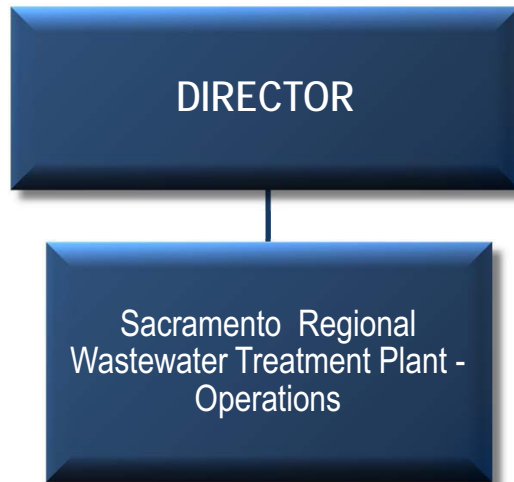 DIRECTOR
Sacramento Regional
Wastewater Treatment Plant -
Operations